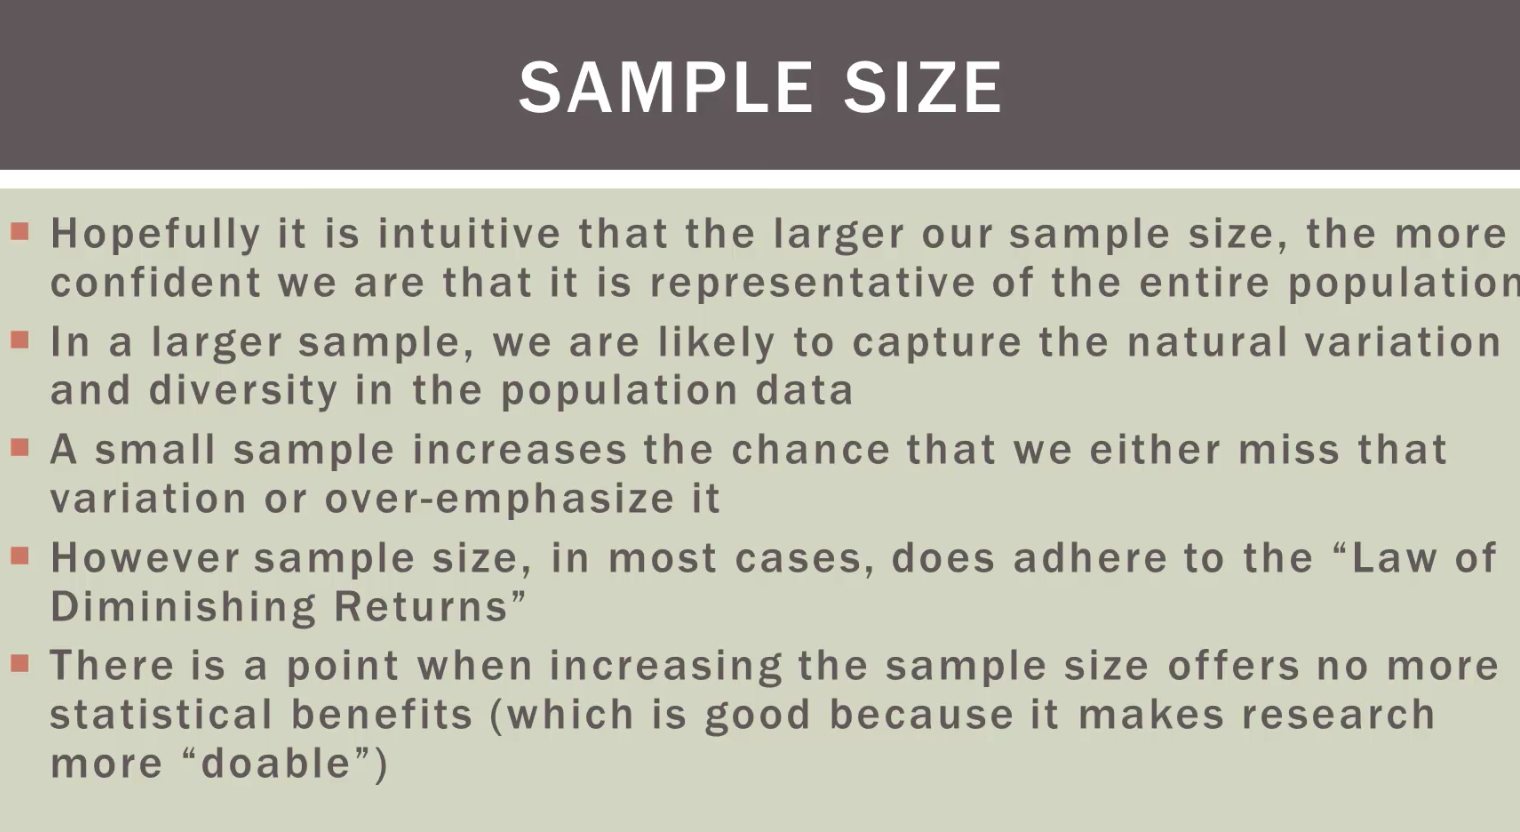 SAMPLE SIZE
Hopefully it is intuitive that the larger our sample size, the more
confident we are that it is representative of the entire population
In a larger sample, we are likely to capture the natural variation
and diversity in the population data
A small sample increases the chance that we either miss that
variation or over-emphasize it
However sample size, in most cases, does adhere to the “Law of
Diminishing Returns”
There is a point when increasing the sample size offers no more
statistical benefits (which is good because it makes research
more “doable”)